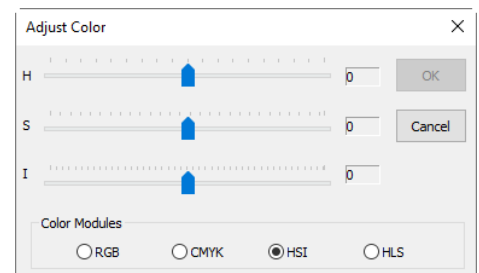 Adjust Color
H 0 OK
S 0 Cancel
I 0
Color Modules
RGB CMYK HSI HLS